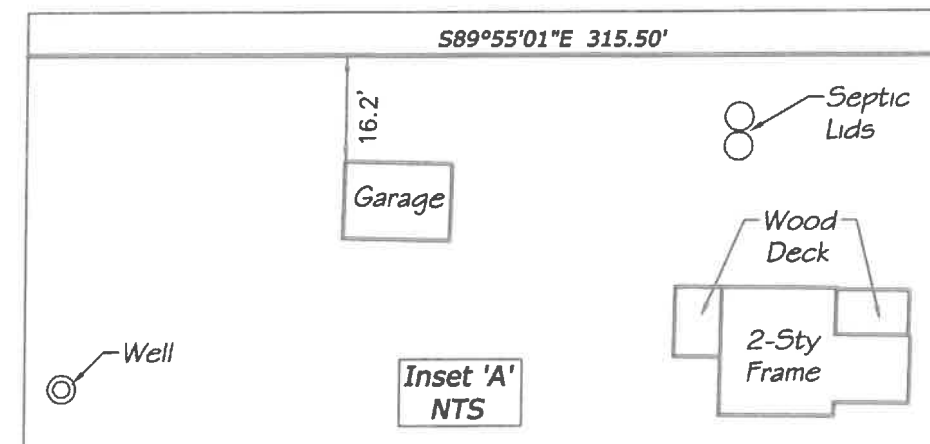 S89°55'01"E 315.50'
16.2'
Septic
Lids
Garage
Wood
Deck
Well
2-Sty
Frame
Inset 'A'
NTS